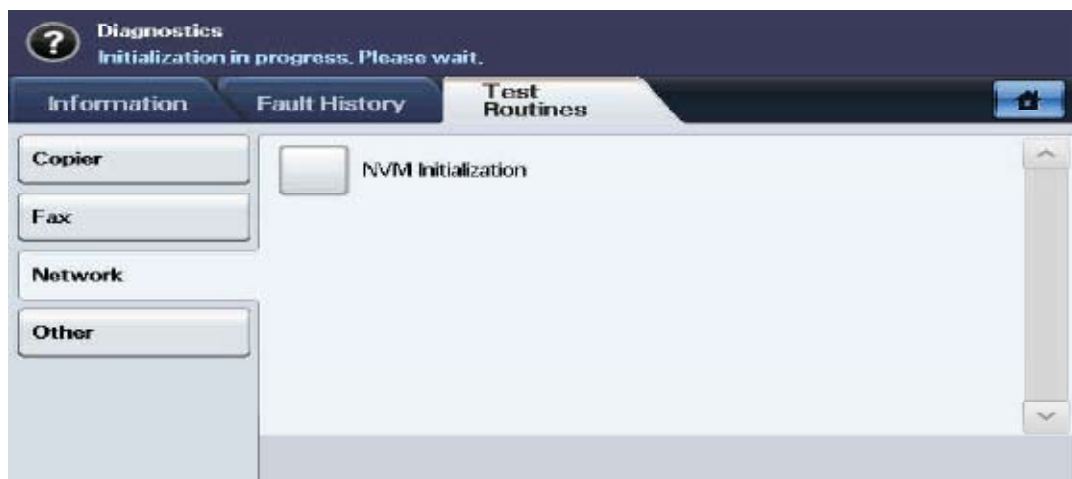 Diagnostics
Initialization in progress. Please wait.
Information
Fault History
Test
Routines
Copier
NVM Initialization
Fax
Network
Other